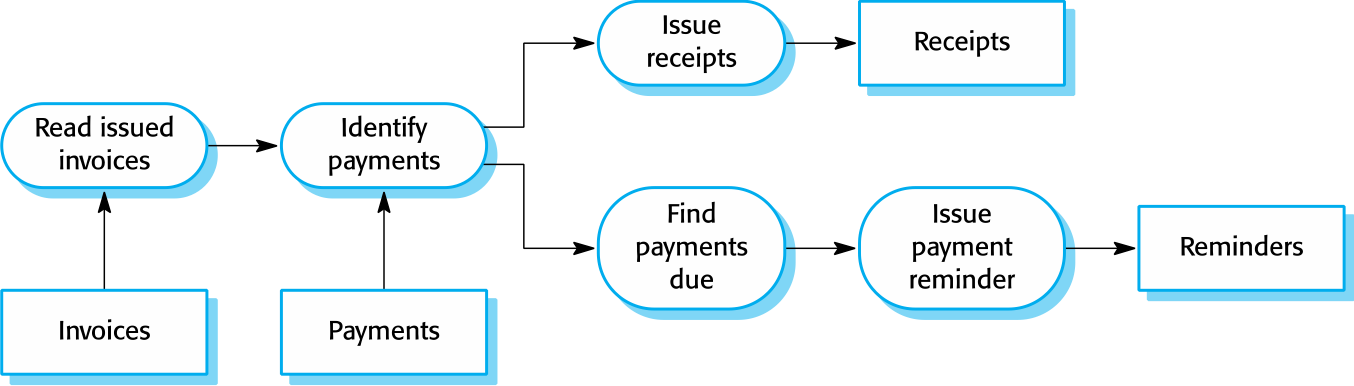 Issue
receipts
Receipts
Read issued
invoices
Identify
payments
Find
payments
due
Issue
payment
reminder
Reminders
Invoices
Payments